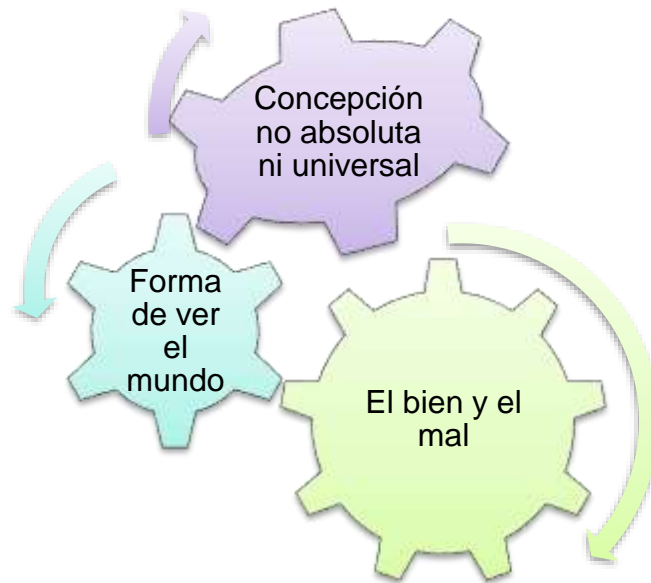 Concepción
no absoluta
ni universal
Forma
de ver
el
mundo
El bien y el
mal